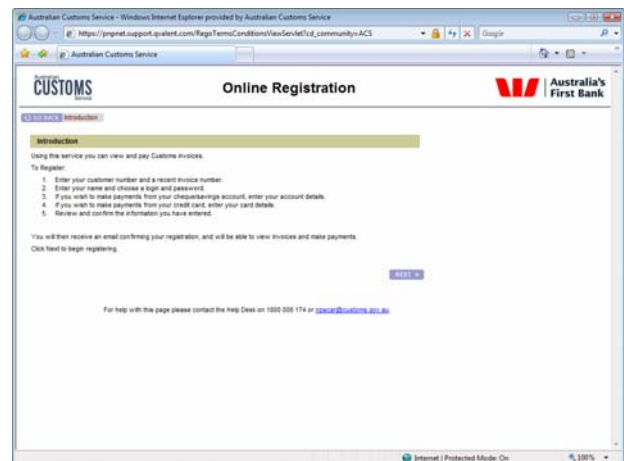 Australian Customs Service - Windows Internet Explorer provided by Australian Customs Service
https://pnpnet.support.qvalent.com/RegoTermsConditionsViewServlet?cd_community=ACS
Google
Australian Customs Service
Australian
CUSTOMS
Service
Online Registration
Australia's
First Bank
GO BACK Introduction
Introduction
Using this service you can view and pay Customs invoices.
To Register:
1. Enter your customer number and a recent invoice number.
2. Enter your name and choose a login and password.
3. If you wish to make payments from your cheque/savings account, enter your account details.
4. If you wish to make payments from your credit card, enter your card details.
5. Review and confirm the information you have entered.
You will then receive an email confirming your registration, and will be able to view invoices and make payments.
Click Next to begin registering.
NEXT
For help with this page please contact the Help Desk on 1800 008 174 or
Internet | Protected Mode: On
100%